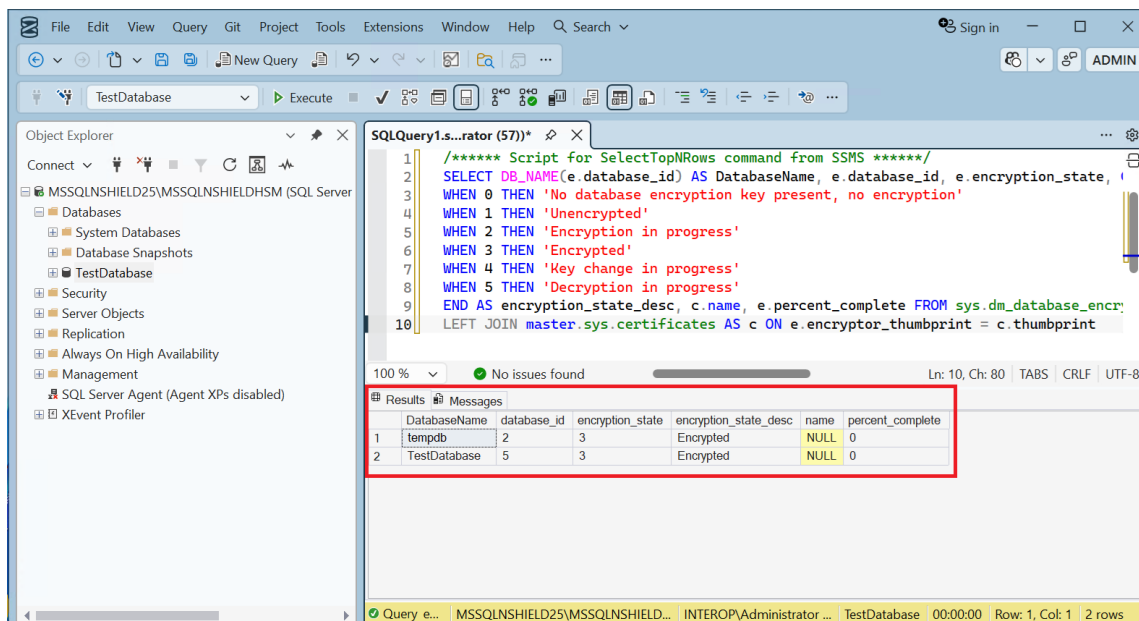 File Edit View Query Git Project Tools Extensions Window Help Search Sign in
New Query ADMIN
TestDatabase Execute
Object Explorer
Connect
MSSQLNSHIELD25\MSSQLNSHIELDHSM (SQL Server
Databases
System Databases
Database Snapshots
TestDatabase
Security
Server Objects
Replication
Always On High Availability
Management
SQL Server Agent (Agent XPs disabled)
XEvent Profiler
SQLQuery1.s...rator (57))*
1 /****** Script for SelectTopNRows command from SSMS ******/
2 SELECT DB_NAME(e.database_id) AS DatabaseName, e.database_id, e.encryption_state,
3 WHEN 0 THEN 'No database encryption key present, no encryption'
4 WHEN 1 THEN 'Unencrypted'
5 WHEN 2 THEN 'Encryption in progress'
6 WHEN 3 THEN 'Encrypted'
7 WHEN 4 THEN 'Key change in progress'
8 WHEN 5 THEN 'Decryption in progress'
9 END AS encryption_state_desc, c.name, e.percent_complete FROM sys.dm_database_encr
10 LEFT JOIN master.sys.certificates AS c ON e.encryptor_thumbprint = c.thumbprint
100 % No issues found Ln: 10, Ch: 80 TABS CRLF UTF-8
Results Messages
DatabaseName database_id encryption_state encryption_state_desc name percent_complete
1 tempdb 2 3 Encrypted NULL 0
2 TestDatabase 5 3 Encrypted NULL 0
Query e... MSSQLNSHIELD25\MSSQLNSHIELD... INTEROP\Administrator ... TestDatabase 00:00:00 Row: 1, Col: 1 2 rows